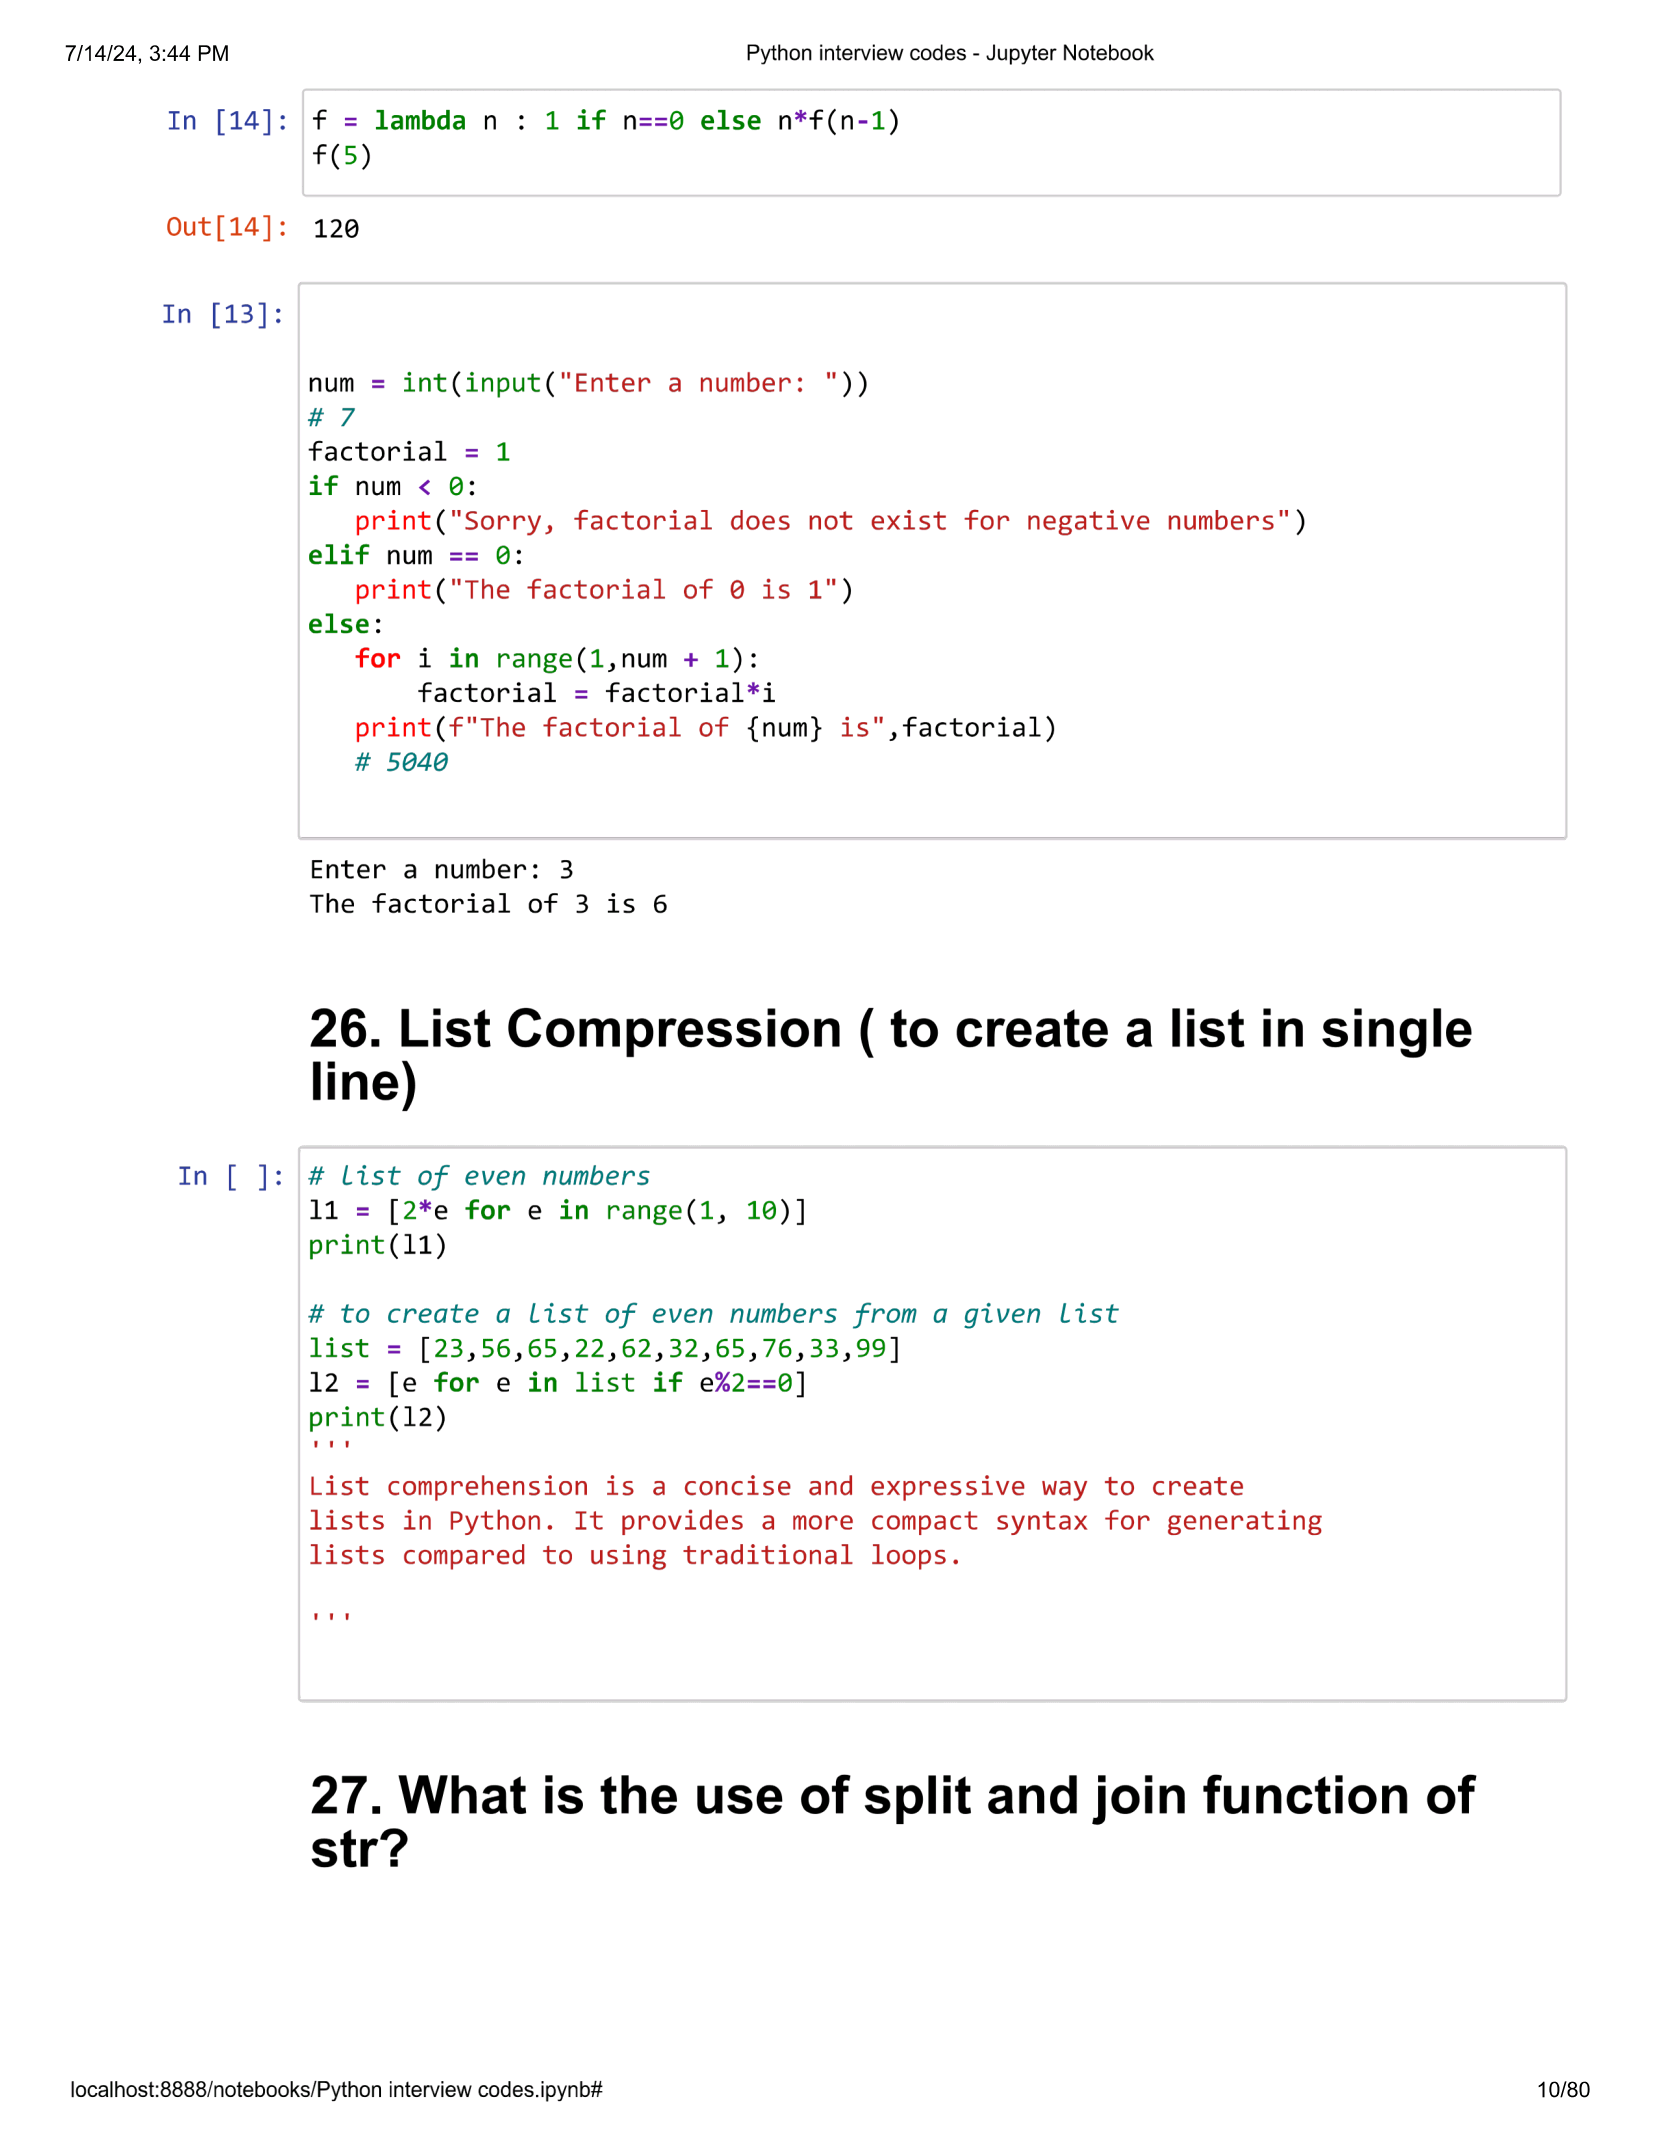 7/14/24, 3:44 PM
Python interview codes - Jupyter Notebook
In [14]: f = lambda n : 1 if n==0 else n*f(n-1)
f(5)
Out[14]: 120
In [13]:
num = int(input("Enter a number: "))
# 7
factorial = 1
if num < 0:
   print("Sorry, factorial does not exist for negative numbers")
elif num == 0:
   print("The factorial of 0 is 1")
else:
   for i in range(1,num + 1):
       factorial = factorial*i
   print(f"The factorial of {num} is",factorial)
   # 5040
Enter a number: 3
The factorial of 3 is 6
26. List Compression ( to create a list in single
line)
In [ ]: # list of even numbers
l1 = [2*e for e in range(1, 10)]
print(l1)
# to create a list of even numbers from a given list
list = [23,56,65,22,62,32,65,76,33,99]
l2 = [e for e in list if e%2==0]
print(l2)
'''
List comprehension is a concise and expressive way to create
lists in Python. It provides a more compact syntax for generating
lists compared to using traditional loops.
'''
27. What is the use of split and join function of
str?
localhost:8888/notebooks/Python interview codes.ipynb#
10/80